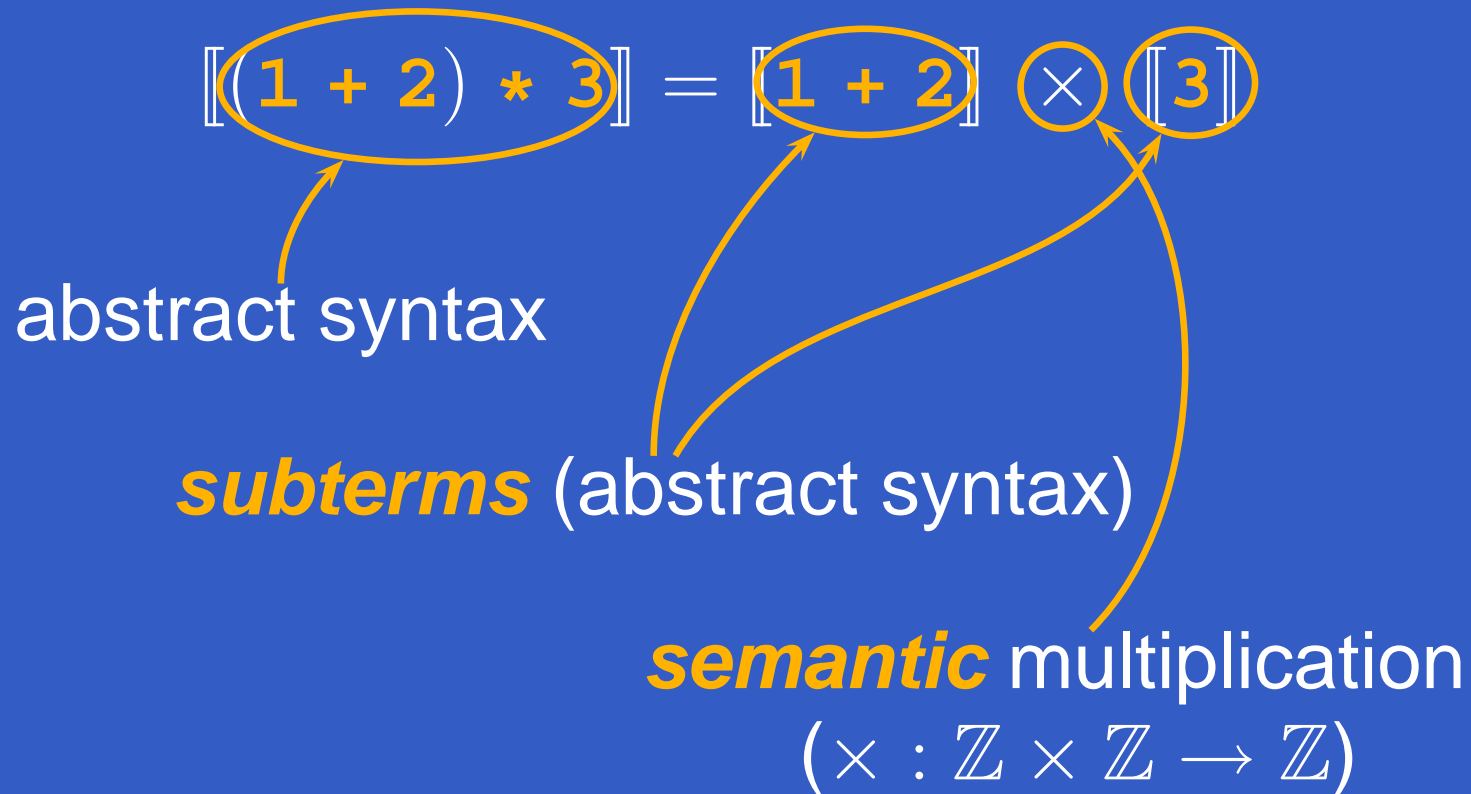 ⟦(1 + 2) * 3⟧ = ⟦1 + 2⟧ × ⟦3⟧
abstract syntax
subterms (abstract syntax)
semantic multiplication
(× : ℤ × ℤ → ℤ)